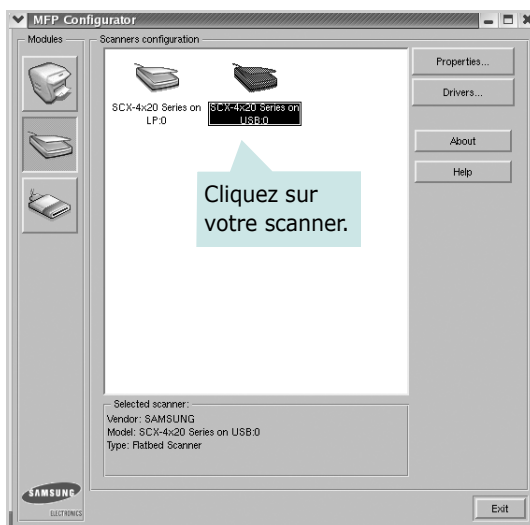 MFP Configurator
Modules
Scanners configuration
SCX-4x20 Series on
LP:0
SCX-4x20 Series on
USB:0
Cliquez sur
votre scanner.
Properties...
Drivers...
About
Help
Selected scanner:
Vendor: SAMSUNG
Model: SCX-4x20 Series on USB:0
Type: Flatbed Scanner
SAMSUNG
ELECTRONICS
Exit